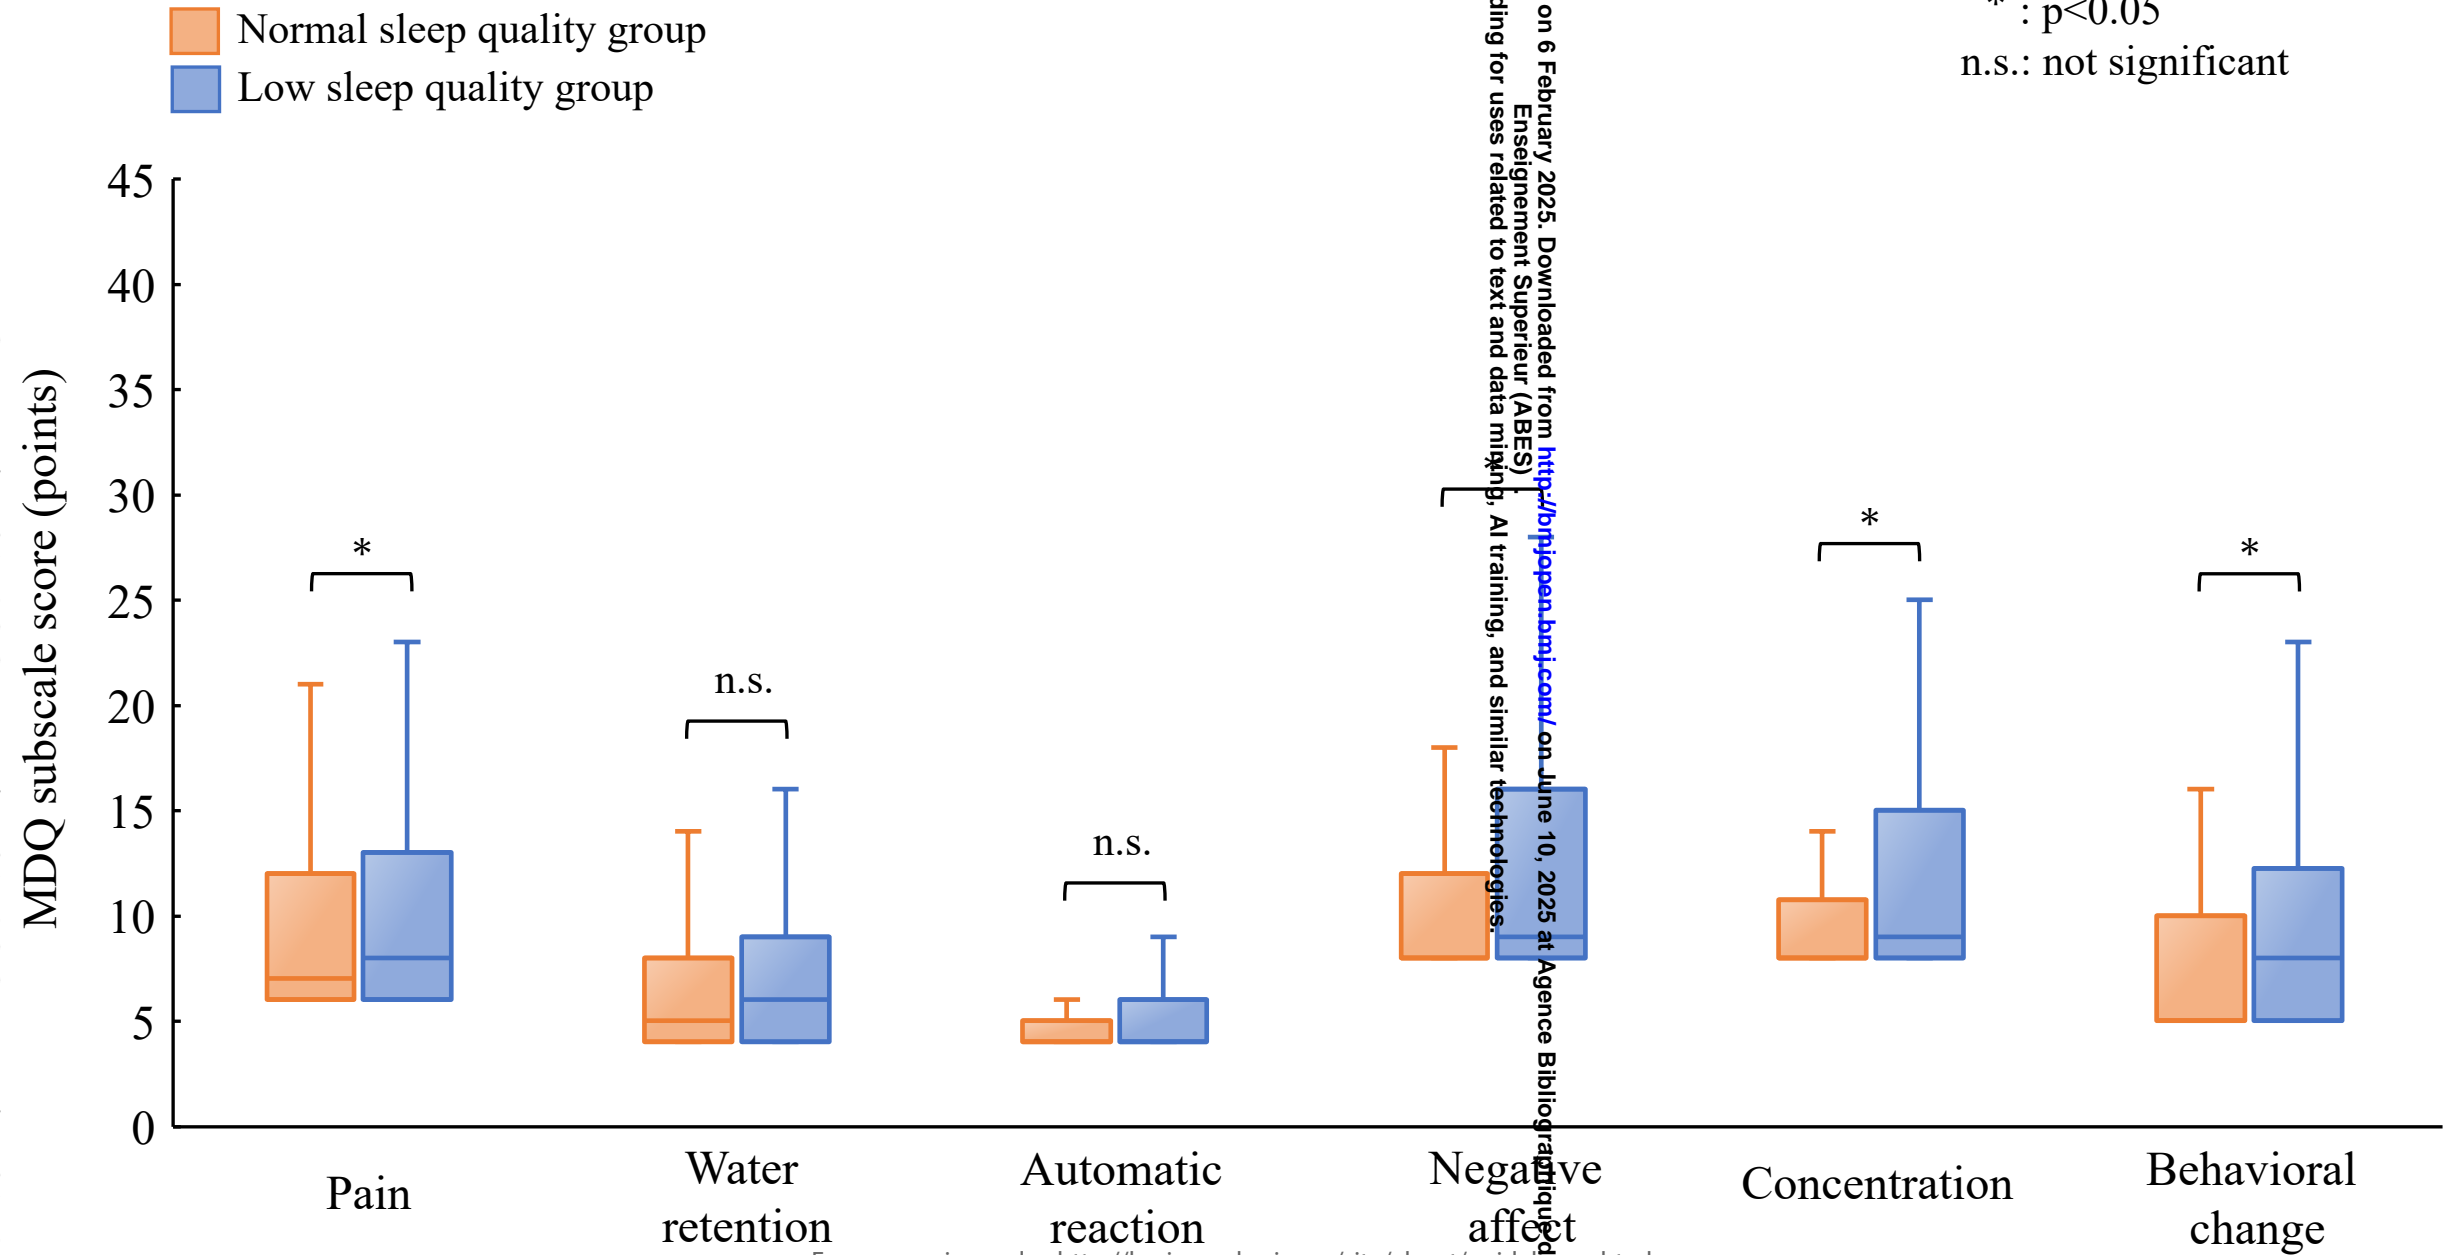 Normal sleep quality group
Low sleep quality group
* : p<0.05
n.s.: not significant
MDQ subscale score (points)
45
40
35
30
25
20
15
10
5
0
*
n.s.
n.s.
*
*
*
Pain
Water
retention
Automatic
reaction
Negative
affect
Concentration
Behavioral
change
on 6 February 2025. Downloaded from http://bmjopen.bmj.com/ on June 10, 2025 at Agence Bibliographique d
Enseignement Superieur (ABES) .
ding for uses related to text and data mining, AI training, and similar technologies.